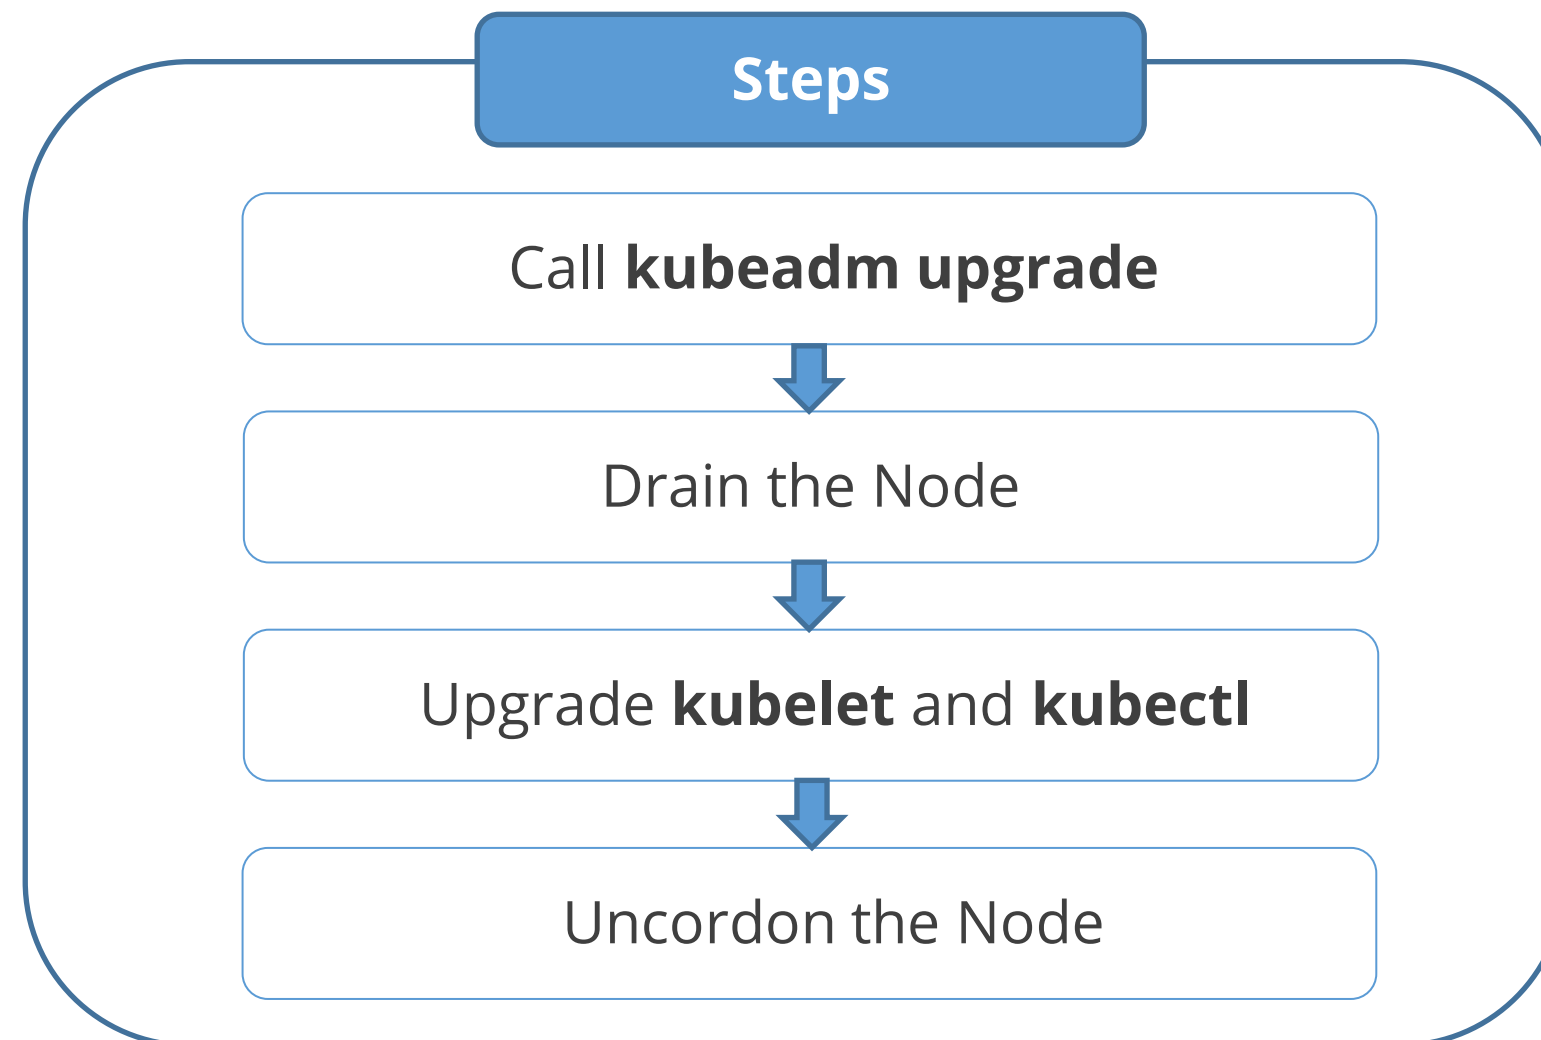 Steps
Call kubeadm upgrade
Drain the Node
Upgrade kubelet and kubectl
Uncordon the Node